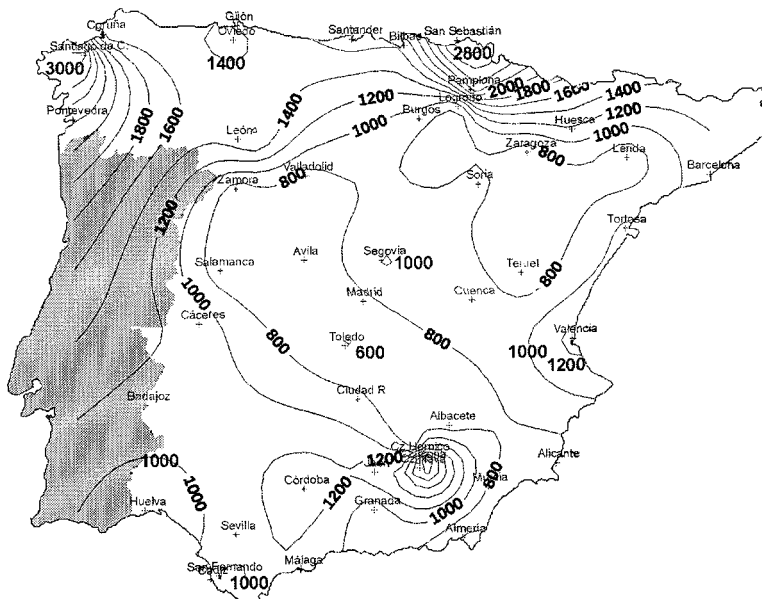 Coruña
Gijón
Oviedo
Santander
Bilbao
San Sebastián
Santiago de C.
3000
1400
2800
Pamplona
2000
1800
1400
Logroño
Pontevedra
1800
1600
1400
1200
1000
Burgos
1200
Huesca
1000
León
Zaragoza
800
Lérida
Valladolid
800
Barcelona
Zamora
Soria
1200
Tortosa
Salamanca
Avila
Segovia
1000
Teruel
800
1000
Madrid
Cuenca
Cáceres
800
Toledo
600
800
Valencia
1000
1200
Badajoz
Ciudad R
Albacete
1000
1200
Alicante
1000
Córdoba
1200
Murcia
800
Huelva
Granada
1000
Sevilla
Almería
Málaga
San Fernando
1000